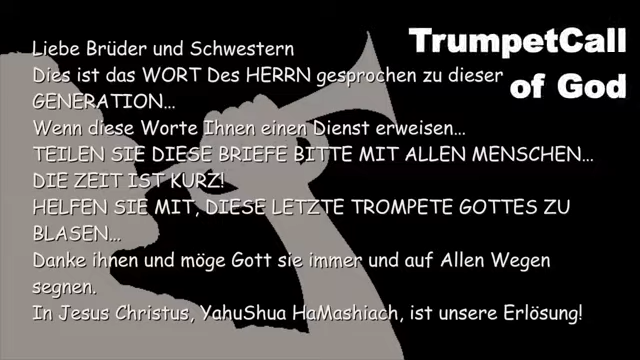 TrumpetCall
of God
Liebe Brüder und Schwestern
Dies ist das WORT Des HERRN gesprochen zu dieser
GENERATION...
Wenn diese Worte Ihnen einen Dienst erweisen...
TEILEN SIE DIESE BRIEFE BITTE MIT ALLEN MENSCHEN...
DIE ZEIT IST KURZ!
HELFEN SIE MIT, DIESE LETZTE TROMPETE GOTTES ZU
BLASEN...
Danke ihnen und möge Gott sie immer und auf Allen Wegen
segnen.
In Jesus Christus, YahuShua HaMashiach, ist unsere Erlösung!